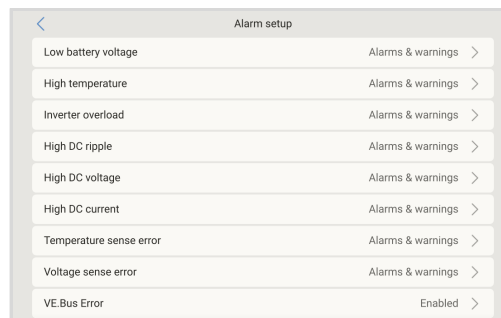 Alarm setup
Low battery voltage Alarms & warnings
High temperature Alarms & warnings
Inverter overload Alarms & warnings
High DC ripple Alarms & warnings
High DC voltage Alarms & warnings
High DC current Alarms & warnings
Temperature sense error Alarms & warnings
Voltage sense error Alarms & warnings
VE.Bus Error Enabled